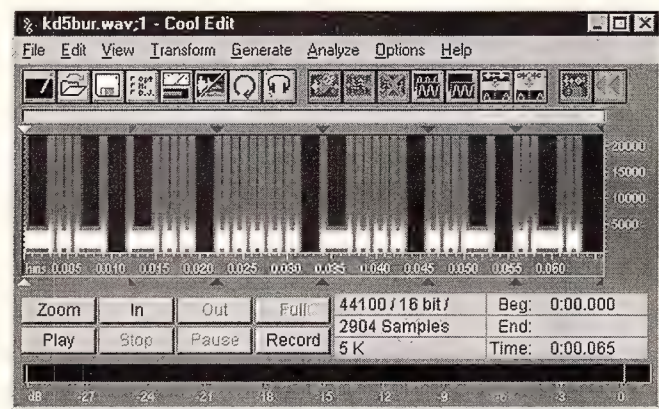 kd5bur.wav;1 - Cool Edit
File Edit View Transform Generate Analyze Options Help
20000
15000
10000
5000
hms 0.005 0.010 0.015 0.020 0.025 0.030 0.035 0.040 0.045 0.050 0.055 0.060
Zoom In Out Full 44100 / 16 bit / Beg: 0:00.000
2904 Samples End:
Play Stop Pause Record 5 K Time: 0:00.065
dB -27 -24 -21 -18 -15 -12 -9 -6 -3 0